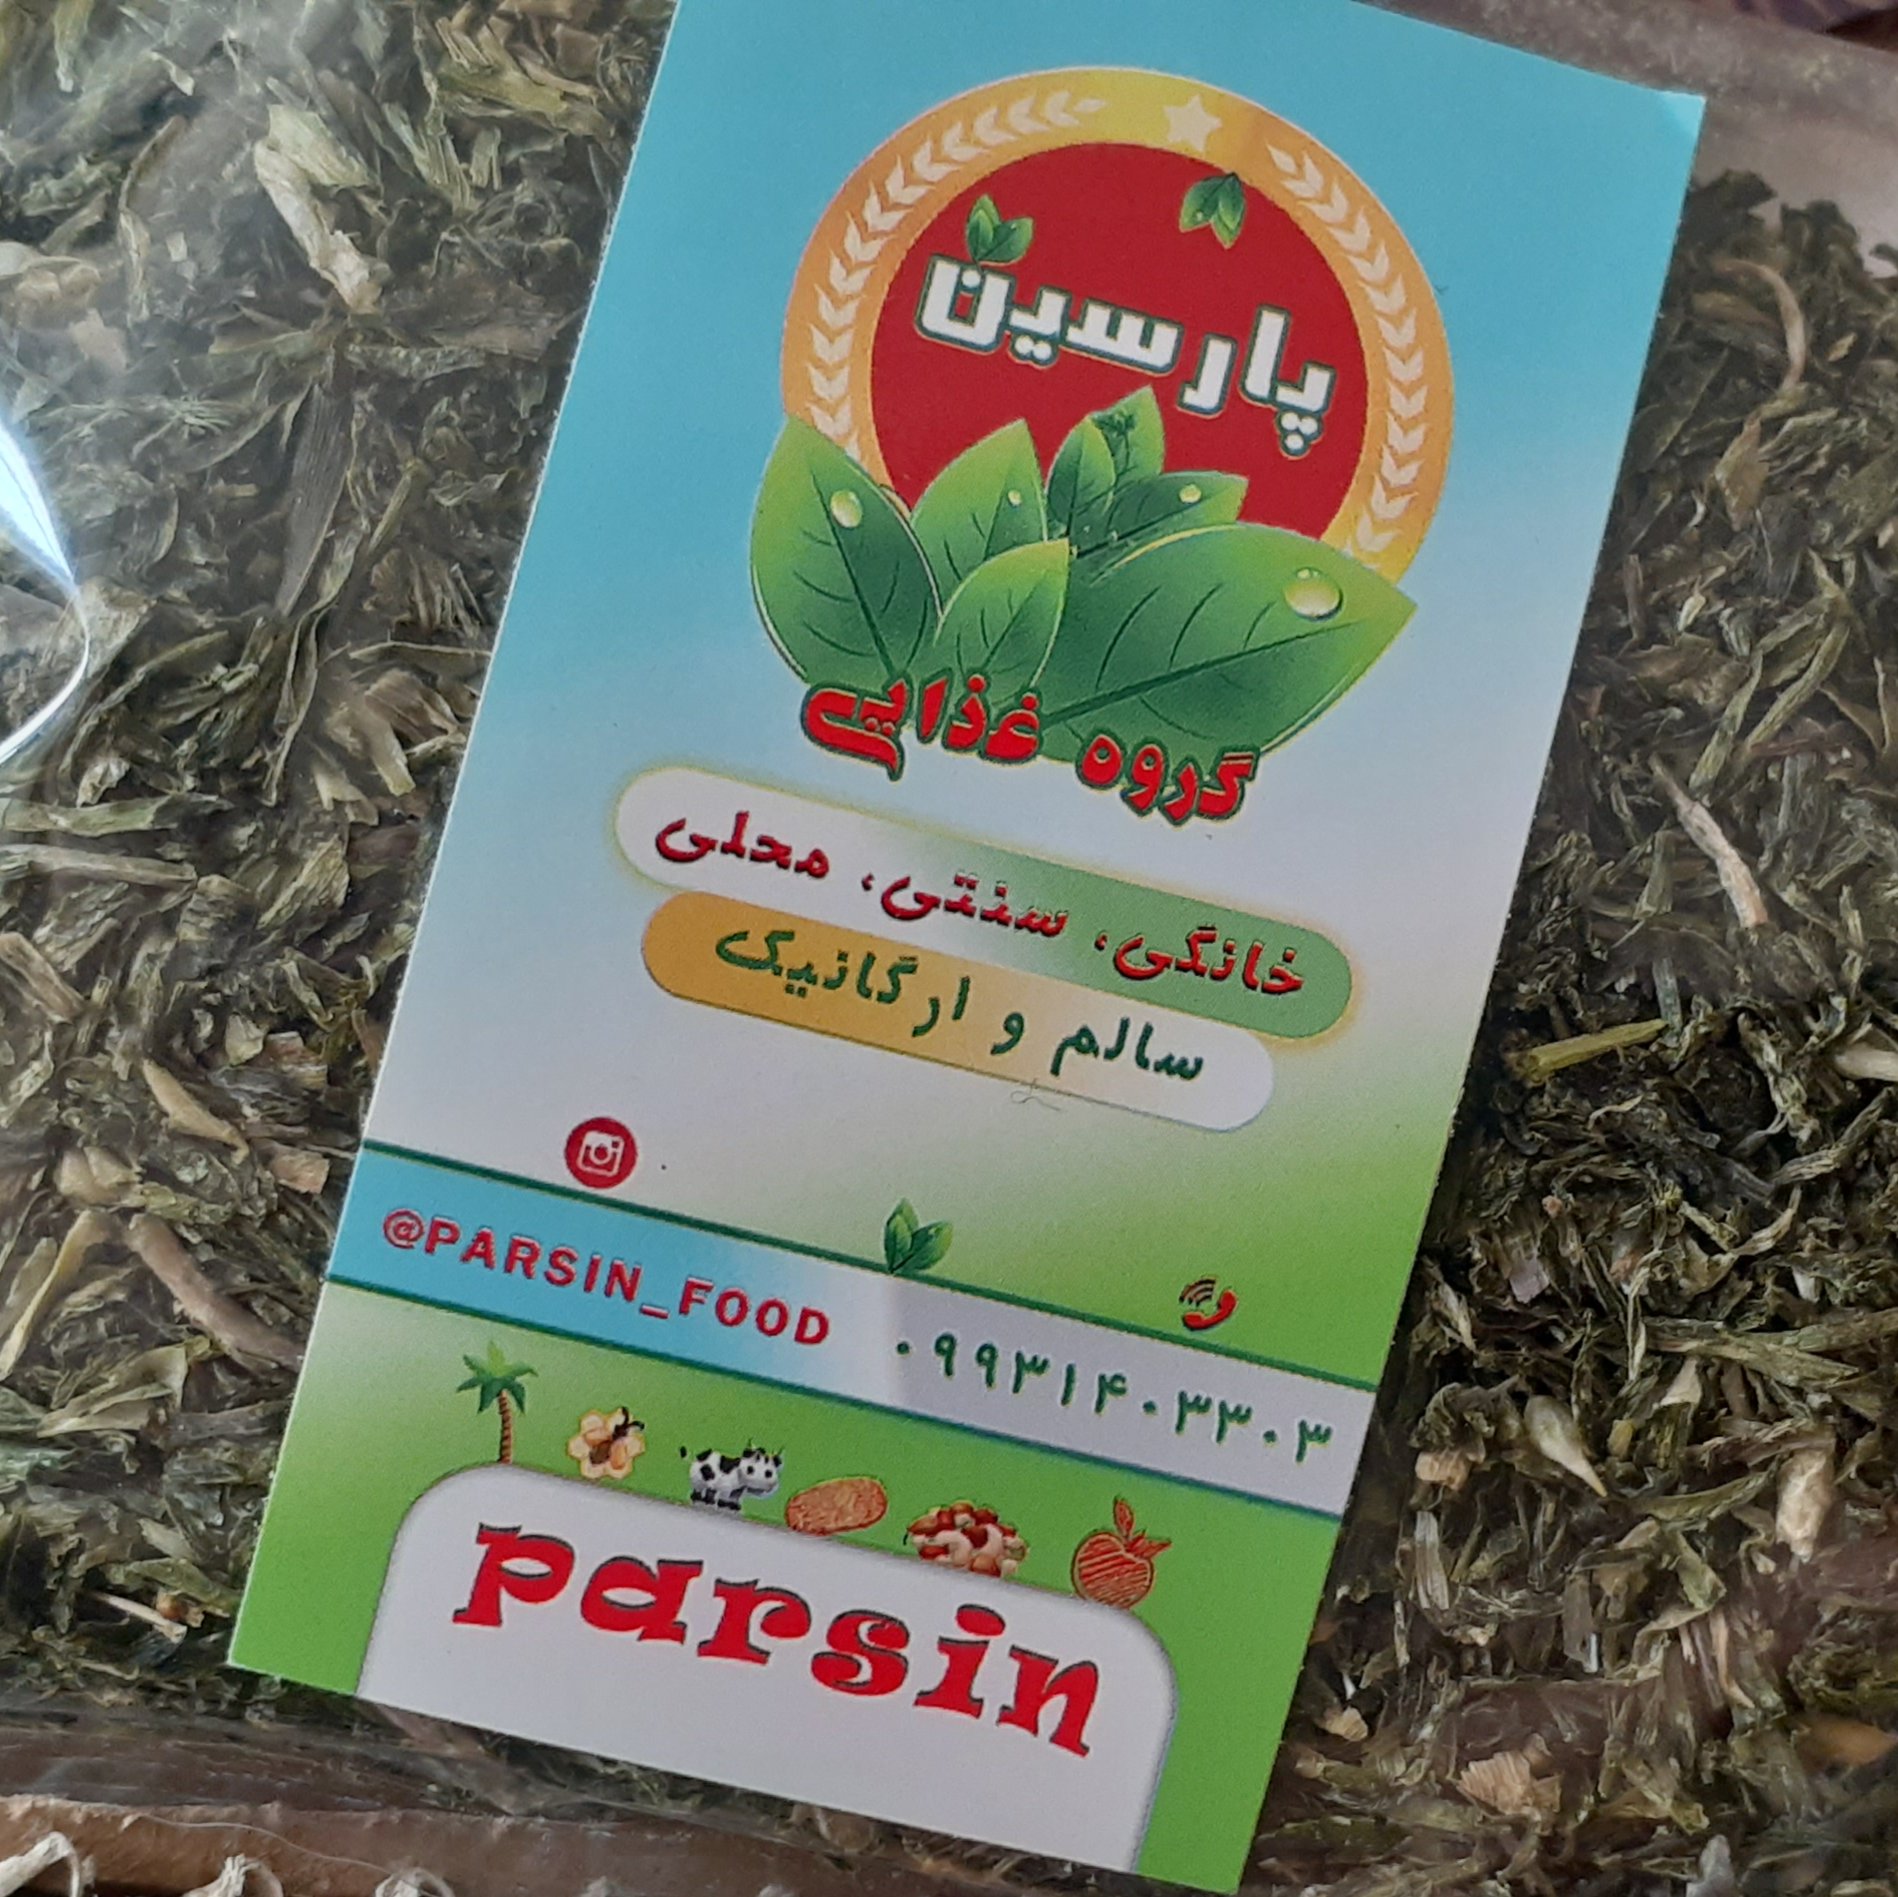 پارسین
گروه غذایی
خانگی، سنتی، محلی
سالم و ارگانیک
@PARSIN_FOOD
۰۹۹۳۱۴۰۳۳۰۳
parsin